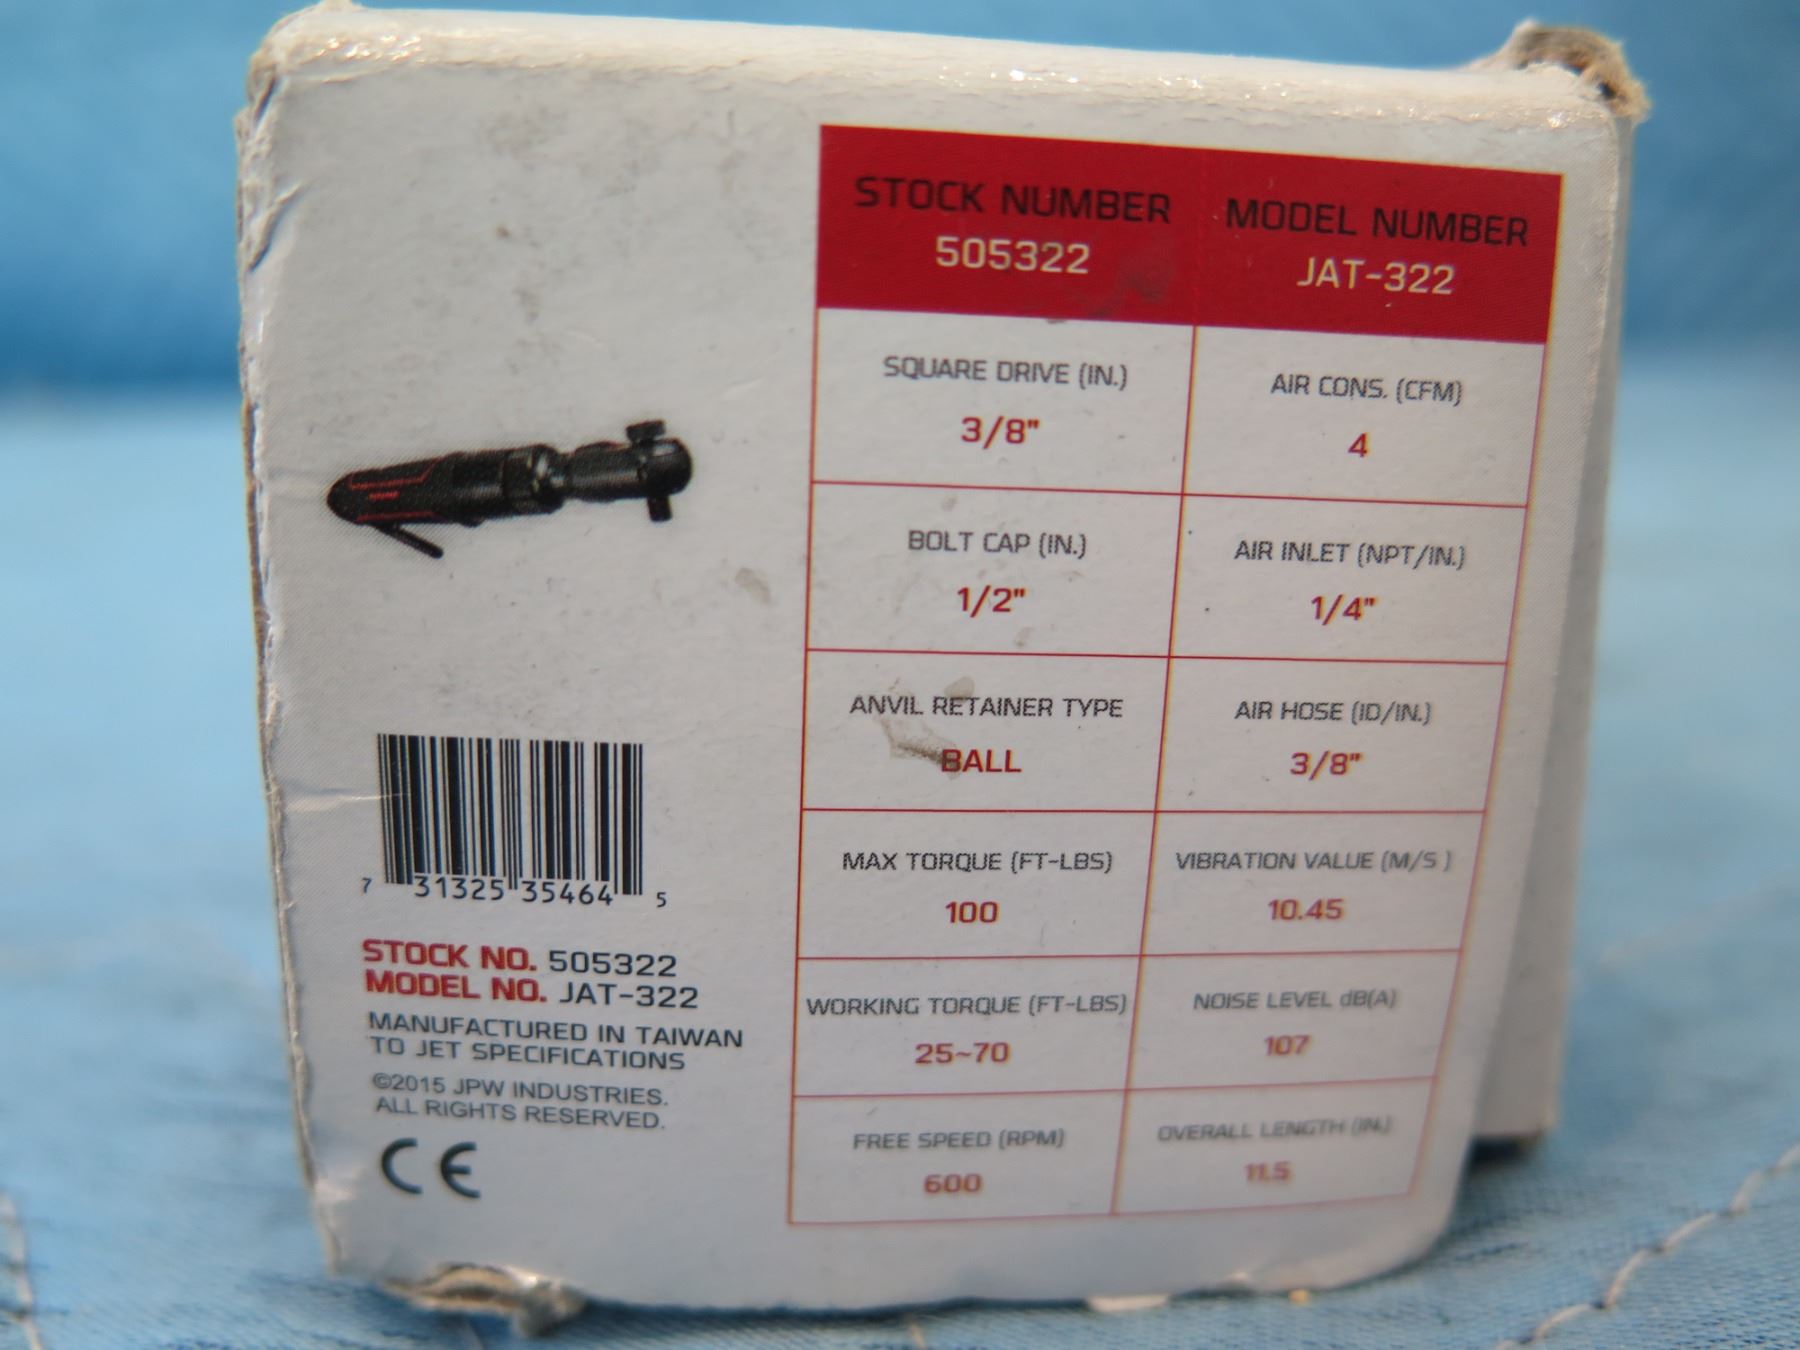 STOCK NUMBER MODEL NUMBER
505322 JAT-322
SQUARE DRIVE (IN.) AIR CONS. (CFM)
3/8" 4
BOLT CAP (IN.) AIR INLET (NPT/IN.)
1/2" 1/4"
ANVIL RETAINER TYPE AIR HOSE (ID/IN.)
BALL 3/8"
MAX TORQUE (FT-LBS) VIBRATION VALUE (M/S )
100 10.45
WORKING TORQUE (FT-LBS) NOISE LEVEL dB(A)
25~70 107
FREE SPEED (RPM) OVERALL LENGTH (IN.)
600 11.5
7 31325 35464 5
STOCK NO. 505322
MODEL NO. JAT-322
MANUFACTURED IN TAIWAN
TO JET SPECIFICATIONS
©2015 JPW INDUSTRIES.
ALL RIGHTS RESERVED.
CE